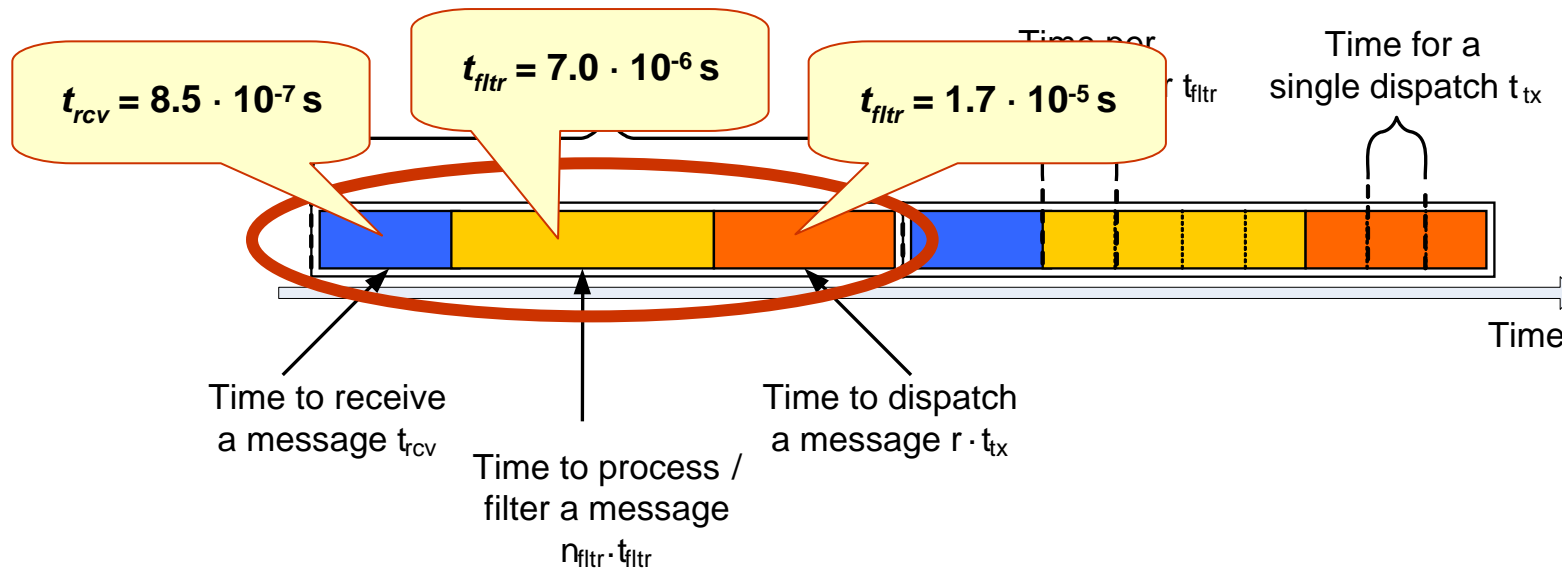 t_rcv = 8.5 · 10^-7 s
t_fltr = 7.0 · 10^-6 s
t_fltr = 1.7 · 10^-5 s
t_fltr
Time for a
single dispatch t_tx
Time
Time to receive
a message t_rcv
Time to process /
filter a message
n_fltr · t_fltr
Time to dispatch
a message r · t_tx